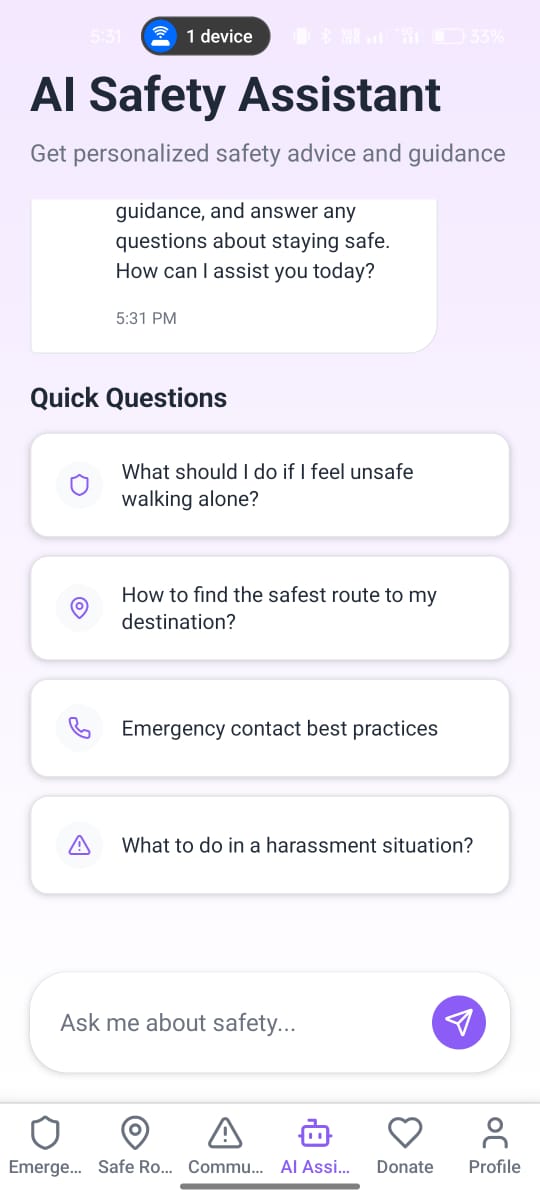 5:31
1 device
33%
AI Safety Assistant
Get personalized safety advice and guidance
guidance, and answer any
questions about staying safe.
How can I assist you today?
5:31 PM
Quick Questions
What should I do if I feel unsafe
walking alone?
How to find the safest route to my
destination?
Emergency contact best practices
What to do in a harassment situation?
Ask me about safety...
Emerge...
Safe Ro...
Commu...
AI Assi...
Donate
Profile